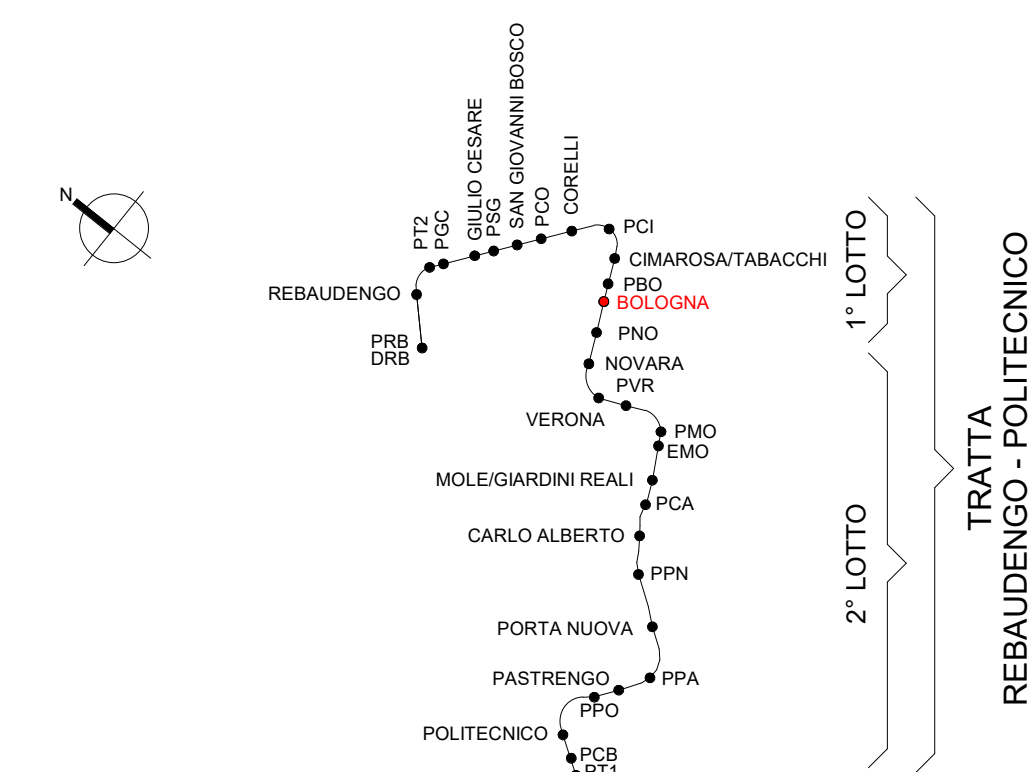 N
PT2
PGC
GIULIO CESARE
PSG
SAN GIOVANNI BOSCO
PCO
CORELLI
PCI
CIMAROSA/TABACCHI
PBO
REBAUDENGO
BOLOGNA
PRB
DRB
PNO
NOVARA
PVR
VERONA
PMO
EMO
MOLE/GIARDINI REALI
PCA
CARLO ALBERTO
PPN
PORTA NUOVA
PASTRENGO
PPA
PPO
POLITECNICO
PCB
PT1
1° LOTTO
2° LOTTO
TRATTA
REBAUDENGO - POLITECNICO